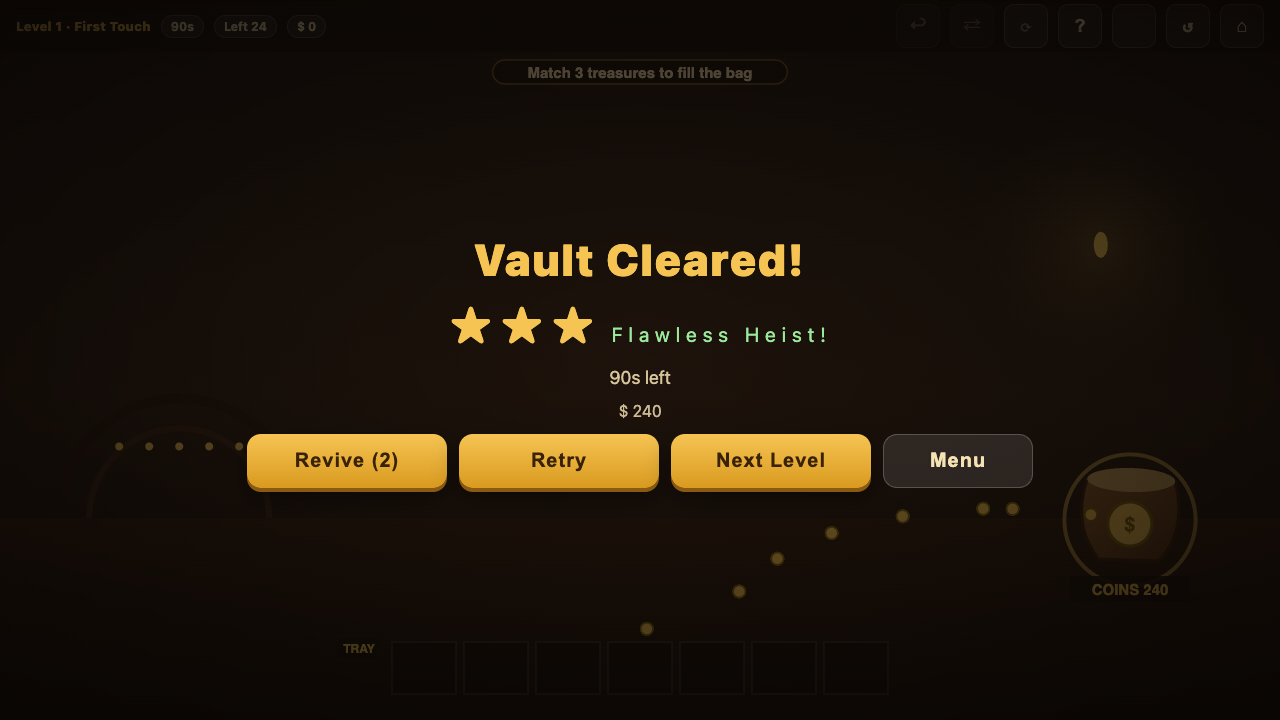 Level 1 · First Touch 90s Left 24 $ 0 ?
Match 3 treasures to fill the bag
Vault Cleared!
Flawless Heist!
90s left
$ 240
Revive (2) Retry Next Level Menu
$
COINS 240
TRAY